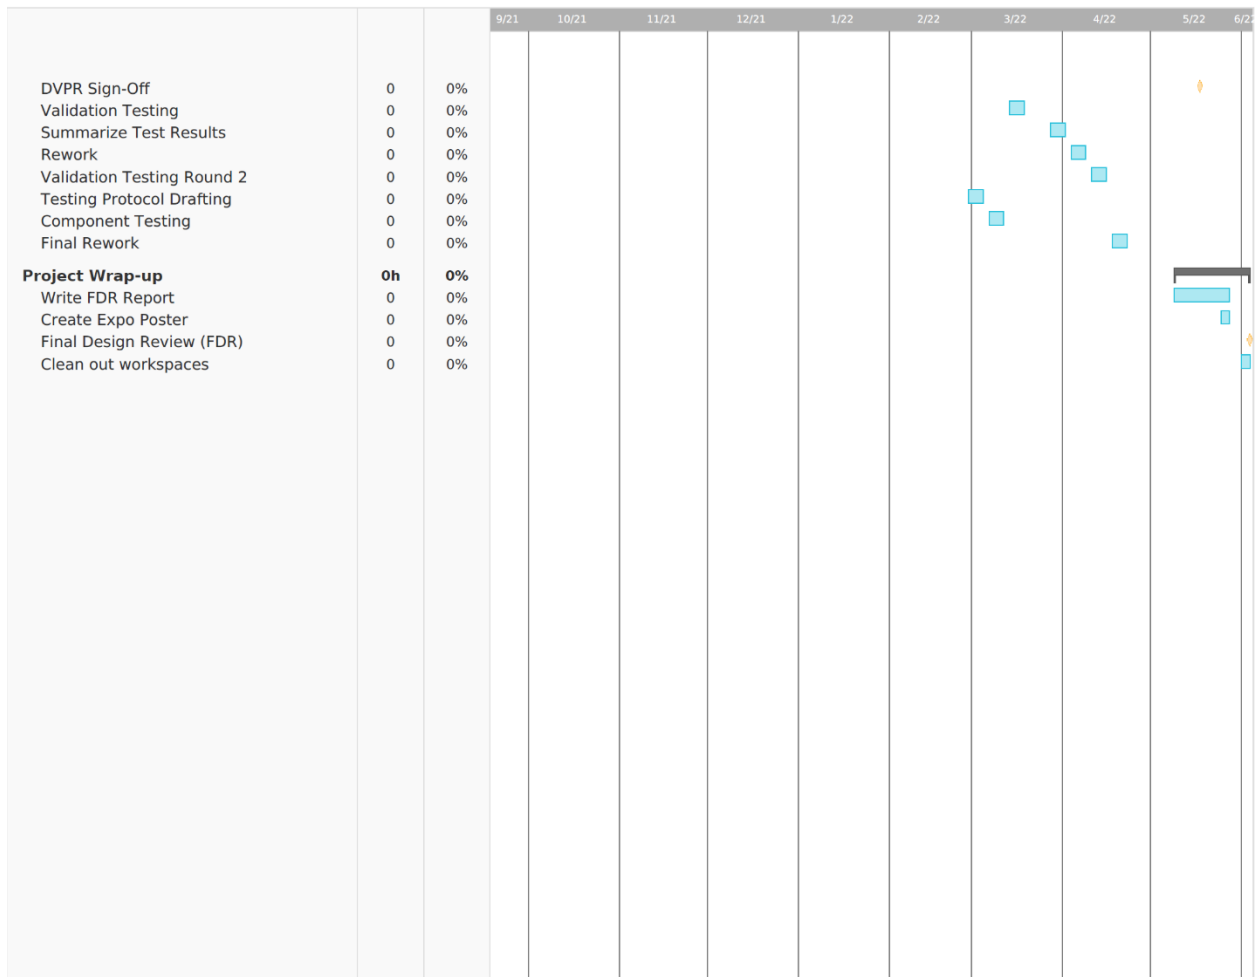 9/21 10/21 11/21 12/21 1/22 2/22 3/22 4/22 5/22
DVPR Sign-Off 0 0%
Validation Testing 0 0%
Summarize Test Results 0 0%
Rework 0 0%
Validation Testing Round 2 0 0%
Testing Protocol Drafting 0 0%
Component Testing 0 0%
Final Rework 0 0%
Project Wrap-up 0h 0%
Write FDR Report 0 0%
Create Expo Poster 0 0%
Final Design Review (FDR) 0 0%
Clean out workspaces 0 0%